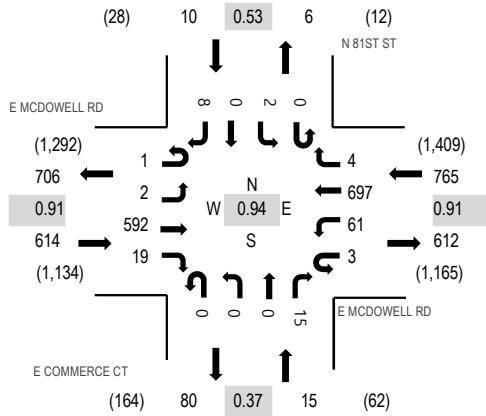 (28) 10 0.53 6 (12)
N 81ST ST
E MCDOWELL RD
8 0 2 0
(1,292)
706
0.91
614
(1,134)
1
2
592
19
N
W 0.94 E
S
4
697
61
3
(1,409)
765
0.91
612
(1,165)
0 0 0 15
E MCDOWELL RD
E COMMERCE CT
(164) 80 0.37 15 (62)